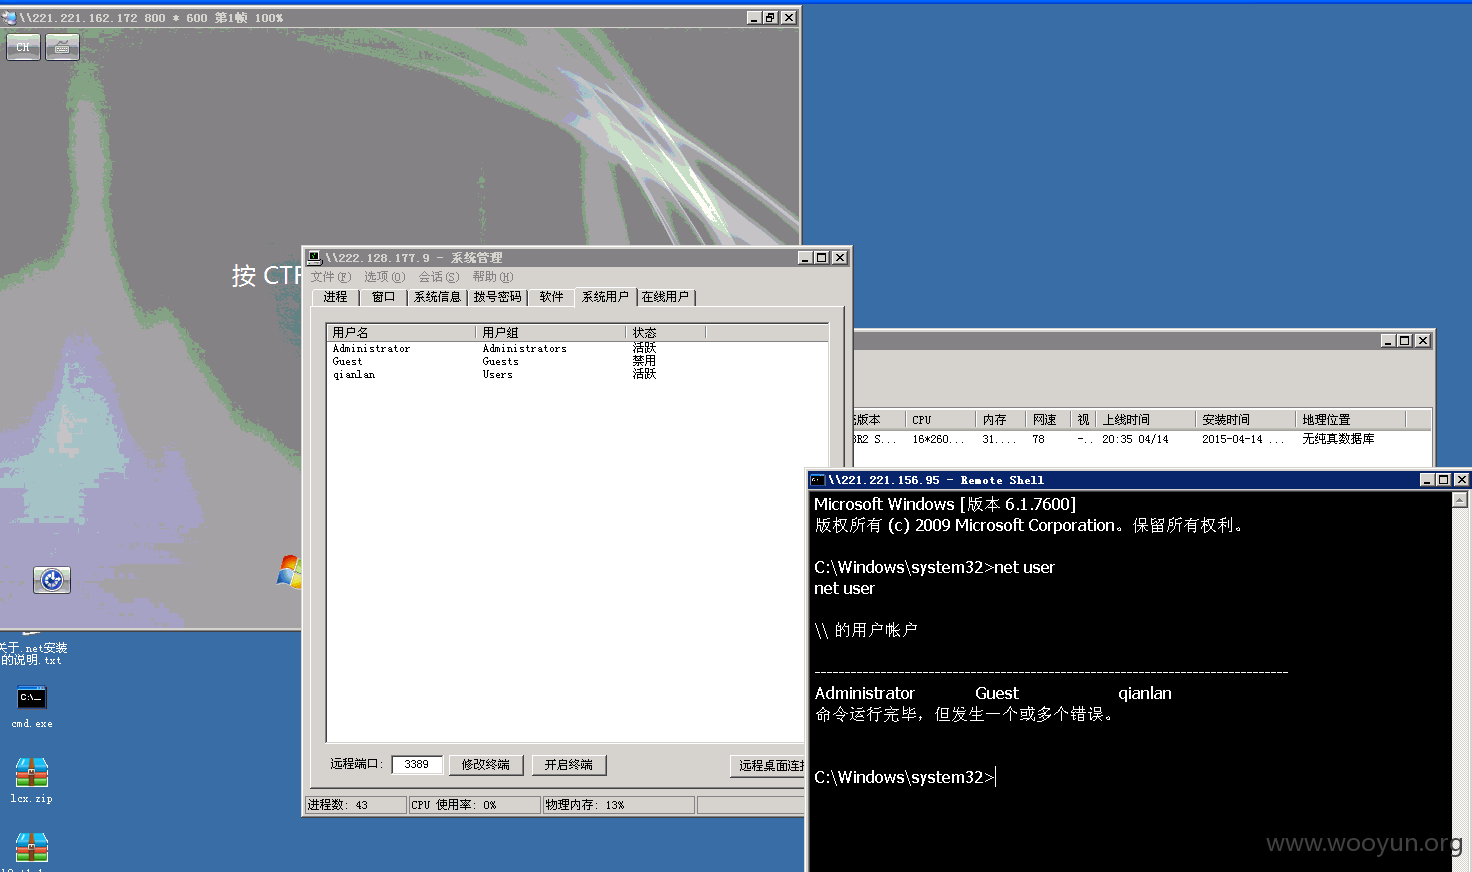 \\221.221.162.172 800 * 600 第1帧 100%
CH
按 CTR
\\222.128.177.9 - 系统管理
文件(F) 选项(O) 会话(S) 帮助(H)
进程 窗口 系统信息 拨号密码 软件 系统用户 在线用户
用户名 用户组 状态
Administrator Administrators 活跃
Guest Guests 禁用
qianlan Users 活跃
远程端口: 3389 修改终端 开启终端 远程桌面连接
进程数: 43 CPU 使用率: 0% 物理内存: 13%
版本 CPU 内存 网速 视 上线时间 安装时间 地理位置
R2 S... 16*260... 31.... 78 -.. 20:35 04/14 2015-04-14 ... 无纯真数据库
\\221.221.156.95 - Remote Shell
Microsoft Windows [版本 6.1.7600]
版权所有 (c) 2009 Microsoft Corporation。保留所有权利。
C:\Windows\system32>net user
net user
\\ 的用户帐户
-------------------------------------------------------------------------------
Administrator Guest qianlan
命令运行完毕，但发生一个或多个错误。
C:\Windows\system32>
关于.net安装
的说明.txt
C:\_
cmd.exe
lcx.zip
www.wooyun.org